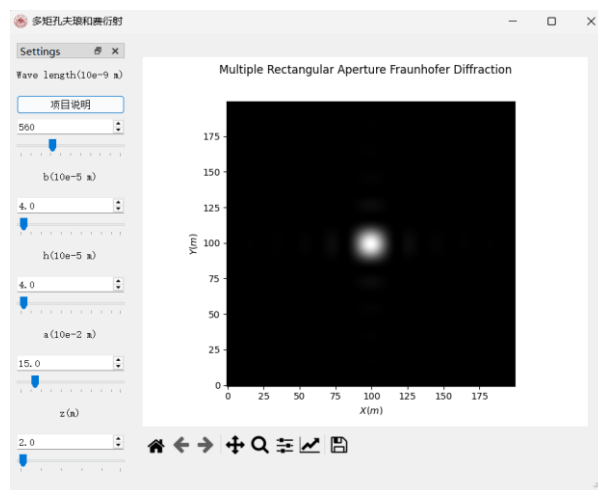 多矩孔夫琅和费衍射
Settings
Wave length(10e-9 m)
项目说明
560
b(10e-5 m)
4.0
h(10e-5 m)
4.0
a(10e-2 m)
15.0
z(m)
2.0
Multiple Rectangular Aperture Fraunhofer Diffraction
175
150
125
100
75
50
25
0
Y(m)
0 25 50 75 100 125 150 175
X(m)